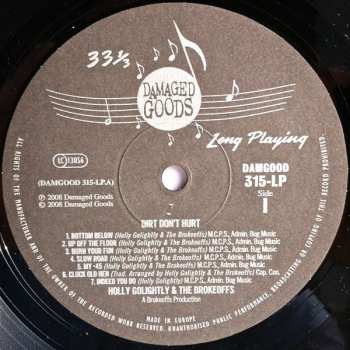 33 1/3
DAMAGED
GOODS
Long Playing
LC 13056
(DAMGOOD 315-LP.A)
℗ 2008 Damaged Goods
© 2008 Damaged Goods
DAMGOOD
315-LP
Side
1
DIRT DON'T HURT
1. BOTTOM BELOW (Holly Golightly & The Brokeoffs) M.C.P.S., Admin. Bug Music
2. UP OFF THE FLOOR (Holly Golightly & The Brokeoffs) M.C.P.S., Admin. Bug Music
3. BURN YOUR FUN (Holly Golightly & The Brokeoffs) M.C.P.S., Admin. Bug Music
4. SLOW ROAD (Holly Golightly & The Brokeoffs) M.C.P.S., Admin. Bug Music
5. MY .45 (Holly Golightly & The Brokeoffs) M.C.P.S., Admin. Bug Music
6. CLUCK OLD HEN (Trad. Arranged by Holly Golightly & The Brokeoffs) Cop. Con.
7. INDEED YOU DO (Holly Golightly) M.C.P.S., Admin. Bug Music
HOLLY GOLIGHTLY & THE BROKEOFFS
A Brokeoffs Production
MADE IN EUROPE
ALL RIGHTS OF THE MANUFACTURER AND OF THE OWNER OF THE RECORDED WORK RESERVED. UNAUTHORISED PUBLIC PERFORMANCE, BROADCASTING OR COPYING OF THIS RECORD PROHIBITED.